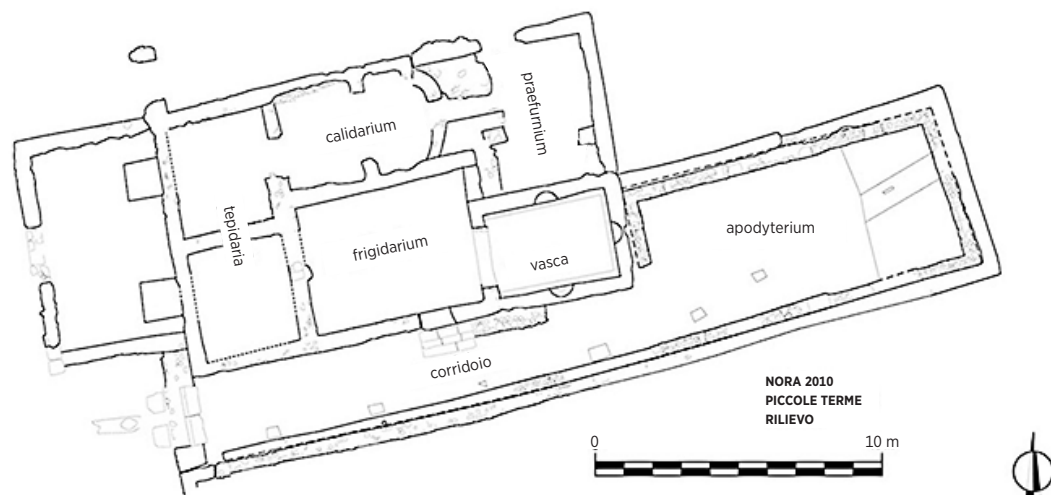 praefurnium
calidarium
tepidaria
frigidarium
vasca
apodyterium
corridoio
NORA 2010
PICCOLE TERME
RILIEVO
0
10 m